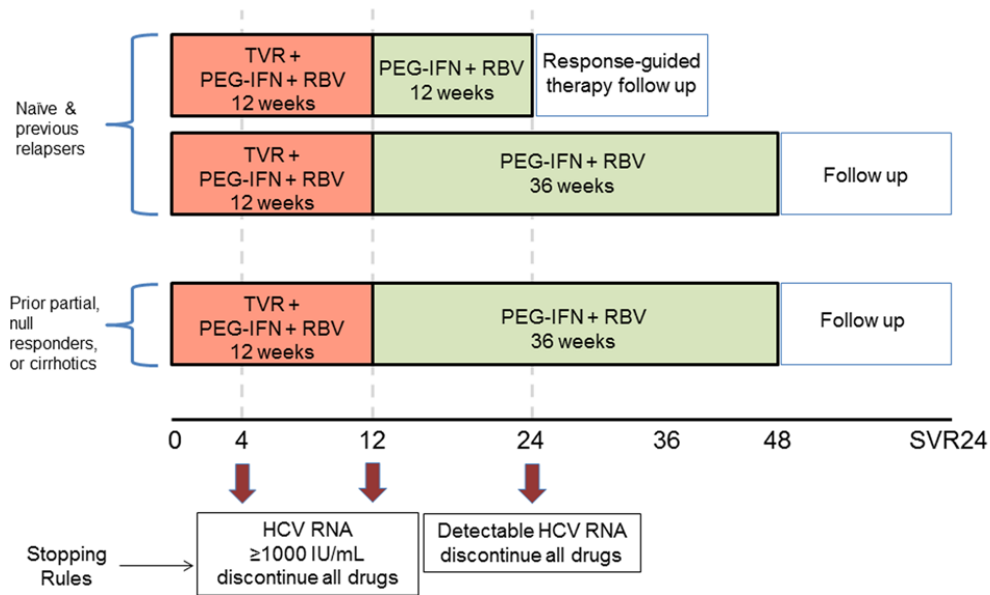 Naïve &
previous
relapsers
TVR +
PEG-IFN + RBV
12 weeks
PEG-IFN + RBV
12 weeks
Response-guided
therapy follow up
TVR +
PEG-IFN + RBV
12 weeks
PEG-IFN + RBV
36 weeks
Follow up
Prior partial,
null
responders,
or cirrhotics
TVR +
PEG-IFN + RBV
12 weeks
PEG-IFN + RBV
36 weeks
Follow up
0 4 12 24 36 48 SVR24
Stopping
Rules
HCV RNA
≥1000 IU/mL
discontinue all drugs
Detectable HCV RNA
discontinue all drugs